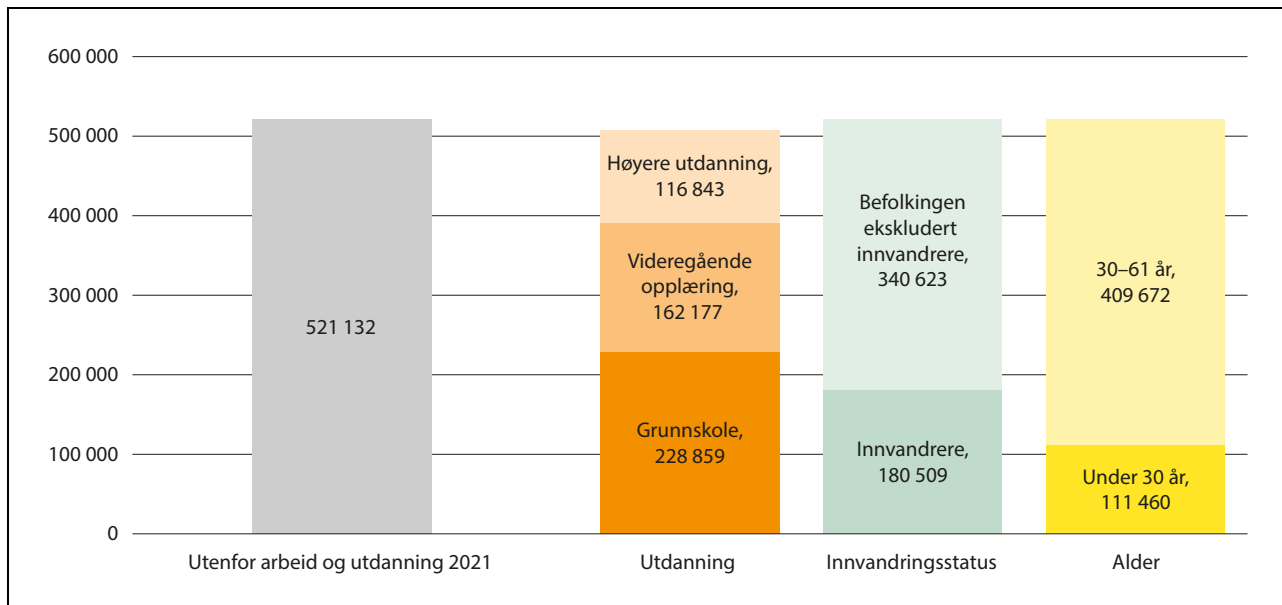 600 000
500 000
400 000
300 000
200 000
100 000
0
521 132
Høyere utdanning,
116 843
Videregående
opplæring,
162 177
Grunnskole,
228 859
Befolkingen
ekskludert
innvandrere,
340 623
Innvandrere,
180 509
30–61 år,
409 672
Under 30 år,
111 460
Utenfor arbeid og utdanning 2021
Utdanning
Innvandringsstatus
Alder